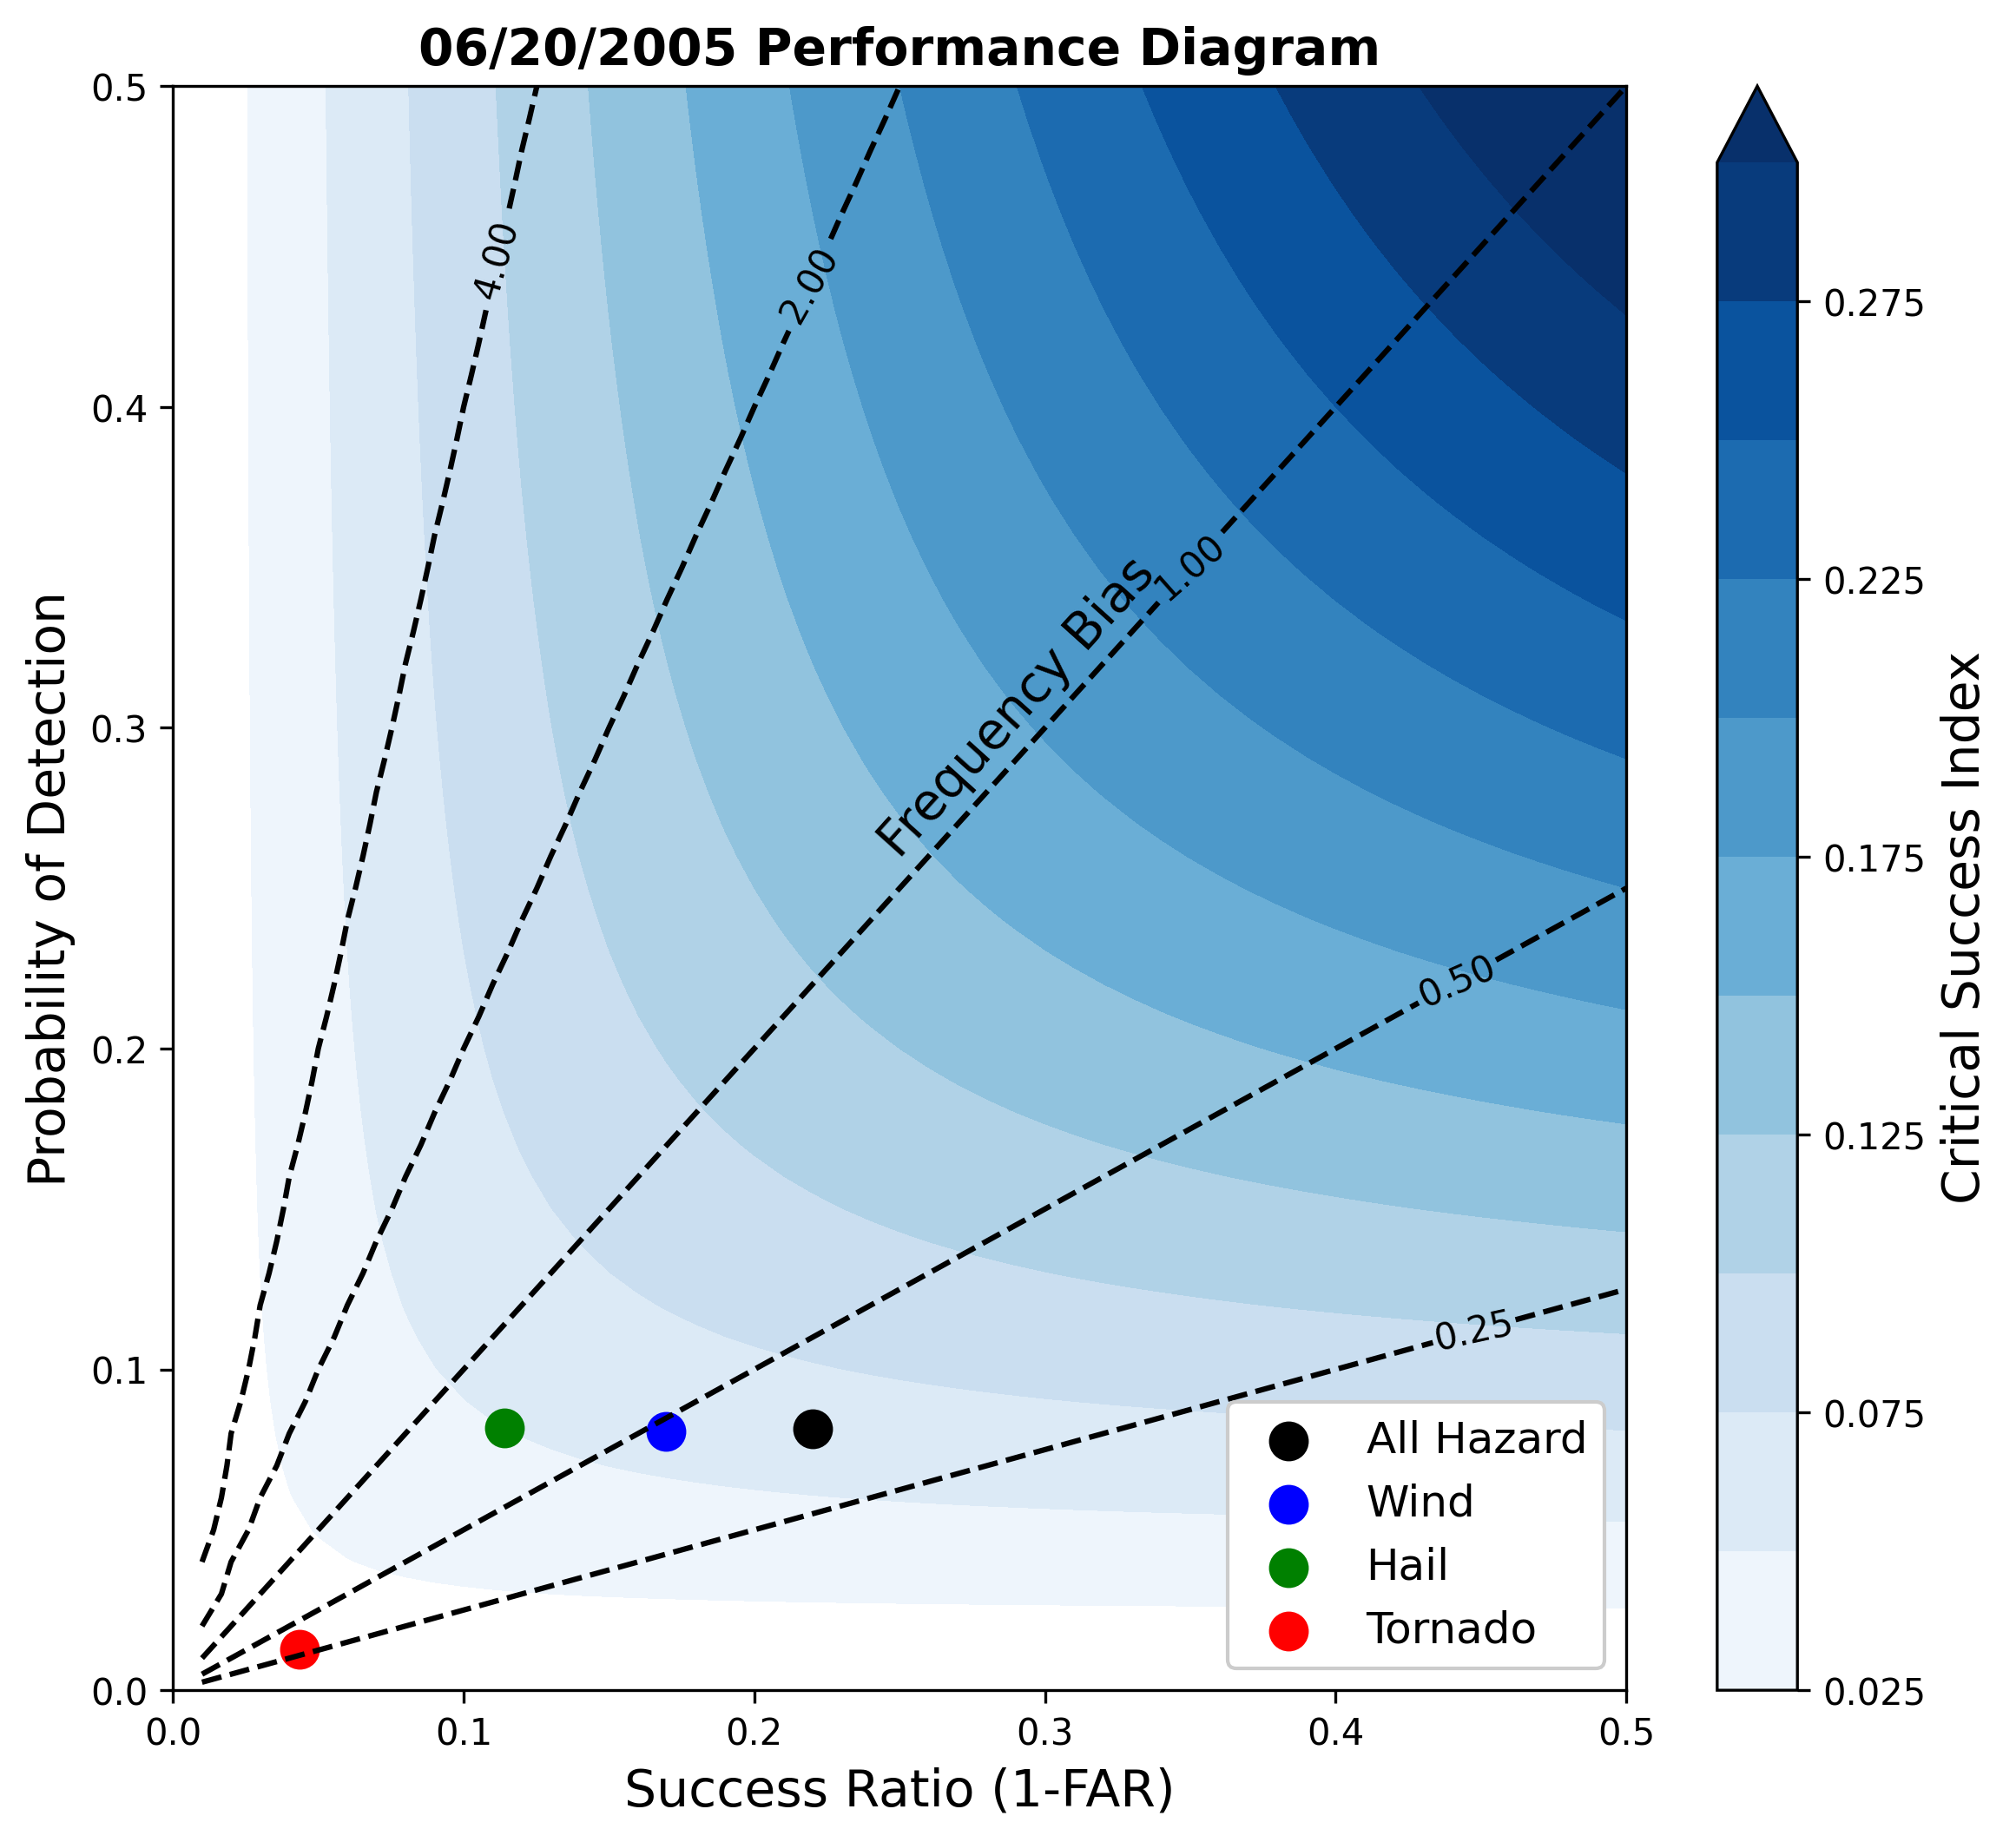 06/20/2005 Performance Diagram
Probability of Detection
0.5
0.4
0.3
0.2
0.1
0.0
0.0
0.1
0.2
0.3
0.4
0.5
Success Ratio (1-FAR)
4.00
2.00
1.00
0.50
0.25
Frequency Bias
All Hazard
Wind
Hail
Tornado
0.275
0.225
0.175
0.125
0.075
0.025
Critical Success Index